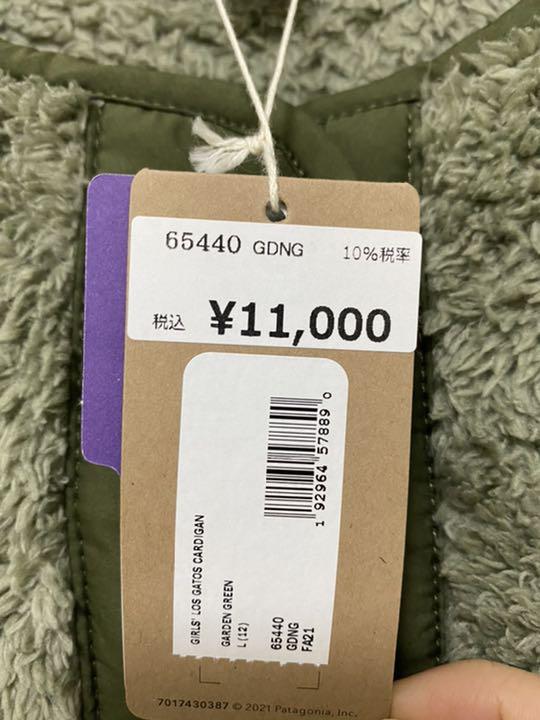 65440 GDNG 10%税率
税込 ¥11,000
1 92964 57889 0
GIRLS' LOS GATOS CARDIGAN
GARDEN GREEN
L (12)
65440
GDNG
FA21
7017430387 © 2021 Patagonia, Inc.